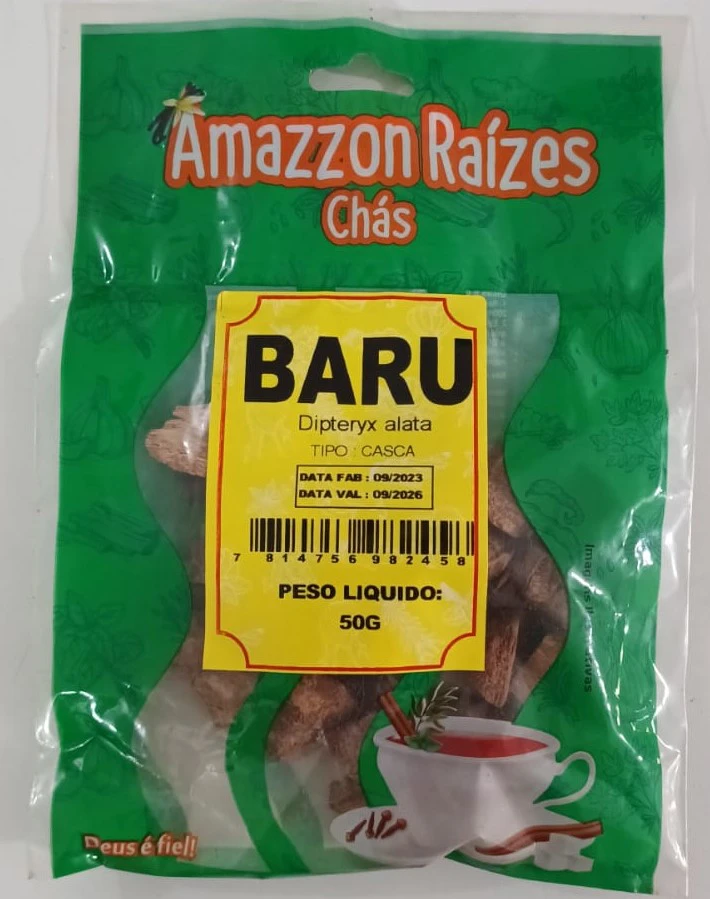 Amazzon Raízes
Chás
BARU
Dipteryx alata
TIPO : CASCA
DATA FAB : 09/2023
DATA VAL : 09/2026
7 814756 982458
PESO LIQUIDO:
50G
Deus é fiel!